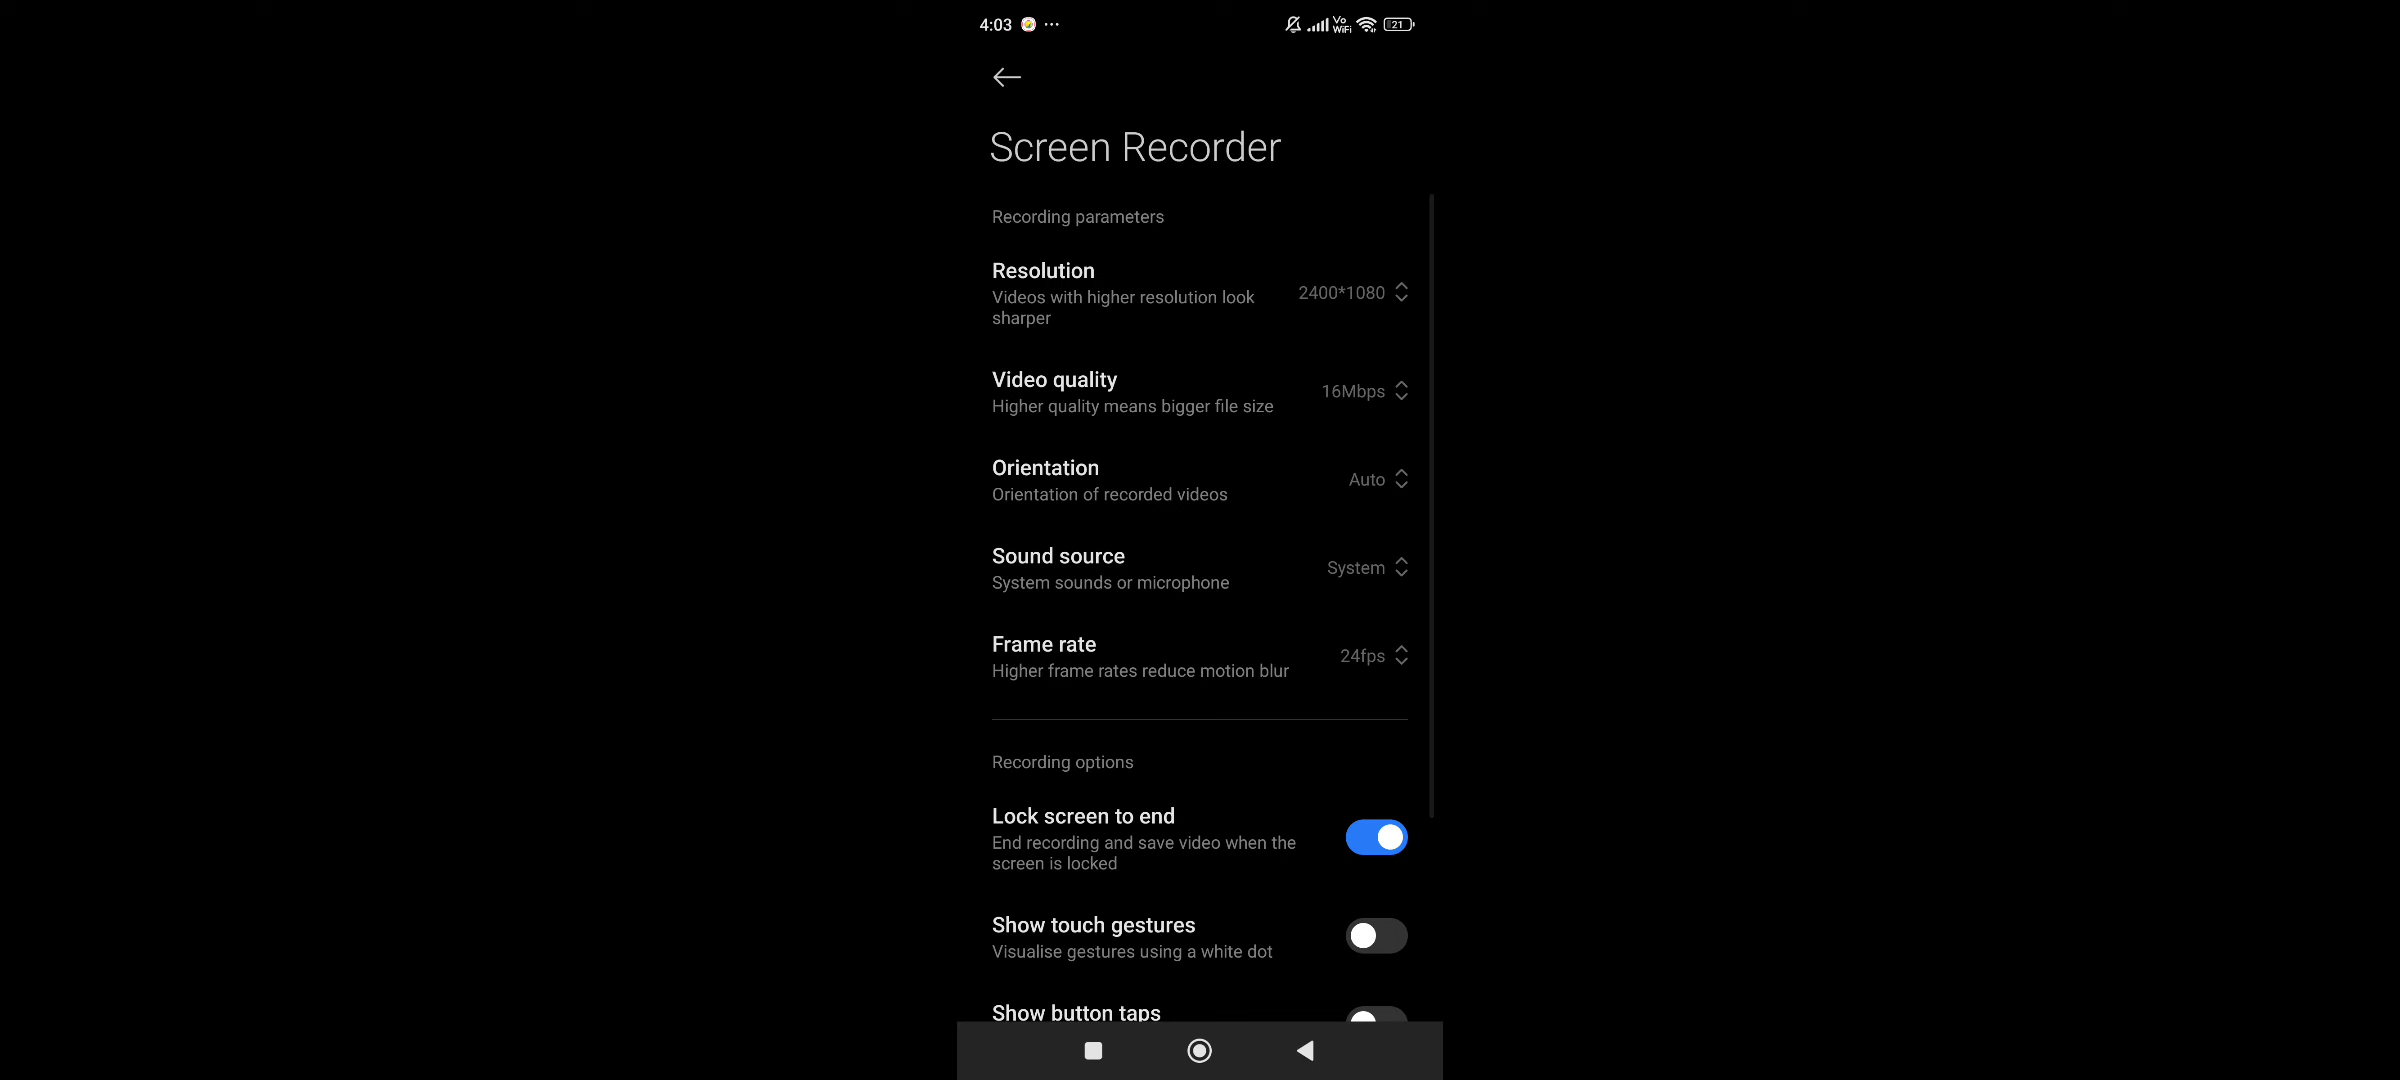 4:03 ... Vo WiFi 21
Screen Recorder
Recording parameters
Resolution
Videos with higher resolution look
sharper
2400*1080
Video quality
Higher quality means bigger file size
16Mbps
Orientation
Orientation of recorded videos
Auto
Sound source
System sounds or microphone
System
Frame rate
Higher frame rates reduce motion blur
24fps
Recording options
Lock screen to end
End recording and save video when the
screen is locked
Show touch gestures
Visualise gestures using a white dot
Show button taps